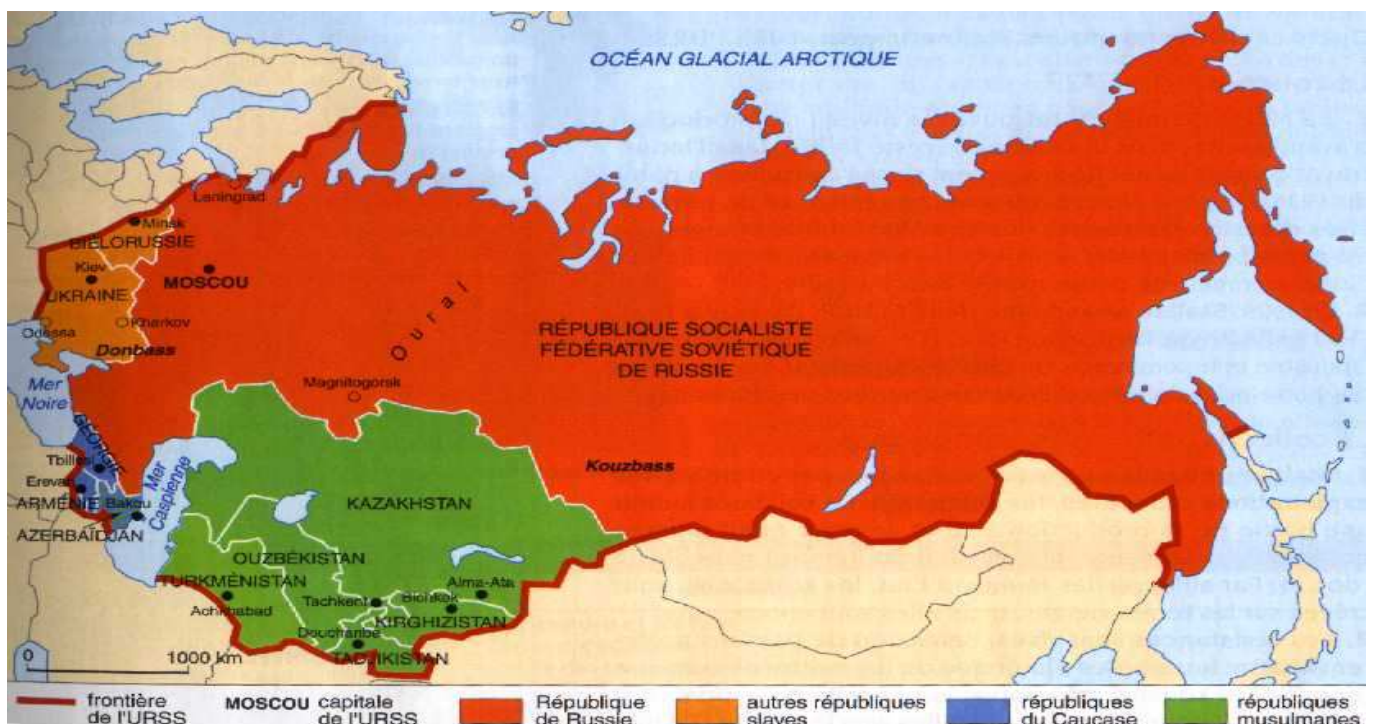 OCÉAN GLACIAL ARCTIQUE
Leningrad
Minsk
BIÉLORUSSIE
Kiev
UKRAINE
MOSCOU
Odessa
Kharkov
Donbass
Oural
RÉPUBLIQUE SOCIALISTE
FÉDÉRATIVE SOVIÉTIQUE
DE RUSSIE
Mer
Noire
Magnitogorsk
GÉORGIE
Tbilissi
Erevan
ARMÉNIE
Bakou
AZERBAÏDJAN
Mer
Caspienne
Kouzbass
KAZAKHSTAN
OUZBÉKISTAN
TURKMÉNISTAN
Achkhabad
Tachkent
Alma-Ata
Bichkek
KIRGHIZISTAN
Douchanbé
TADJIKISTAN
0 1000 km
frontière
de l'URSS
MOSCOU capitale
de l'URSS
République
de Russie
autres républiques
slaves
républiques
du Caucase
républiques
musulmanes